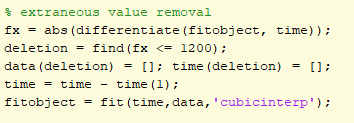 % extraneous value removal
fx = abs(differentiate(fitobject, time));
deletion = find(fx <= 1200);
data(deletion) = []; time(deletion) = [];
time = time - time(1);
fitobject = fit(time,data,'cubicinterp');